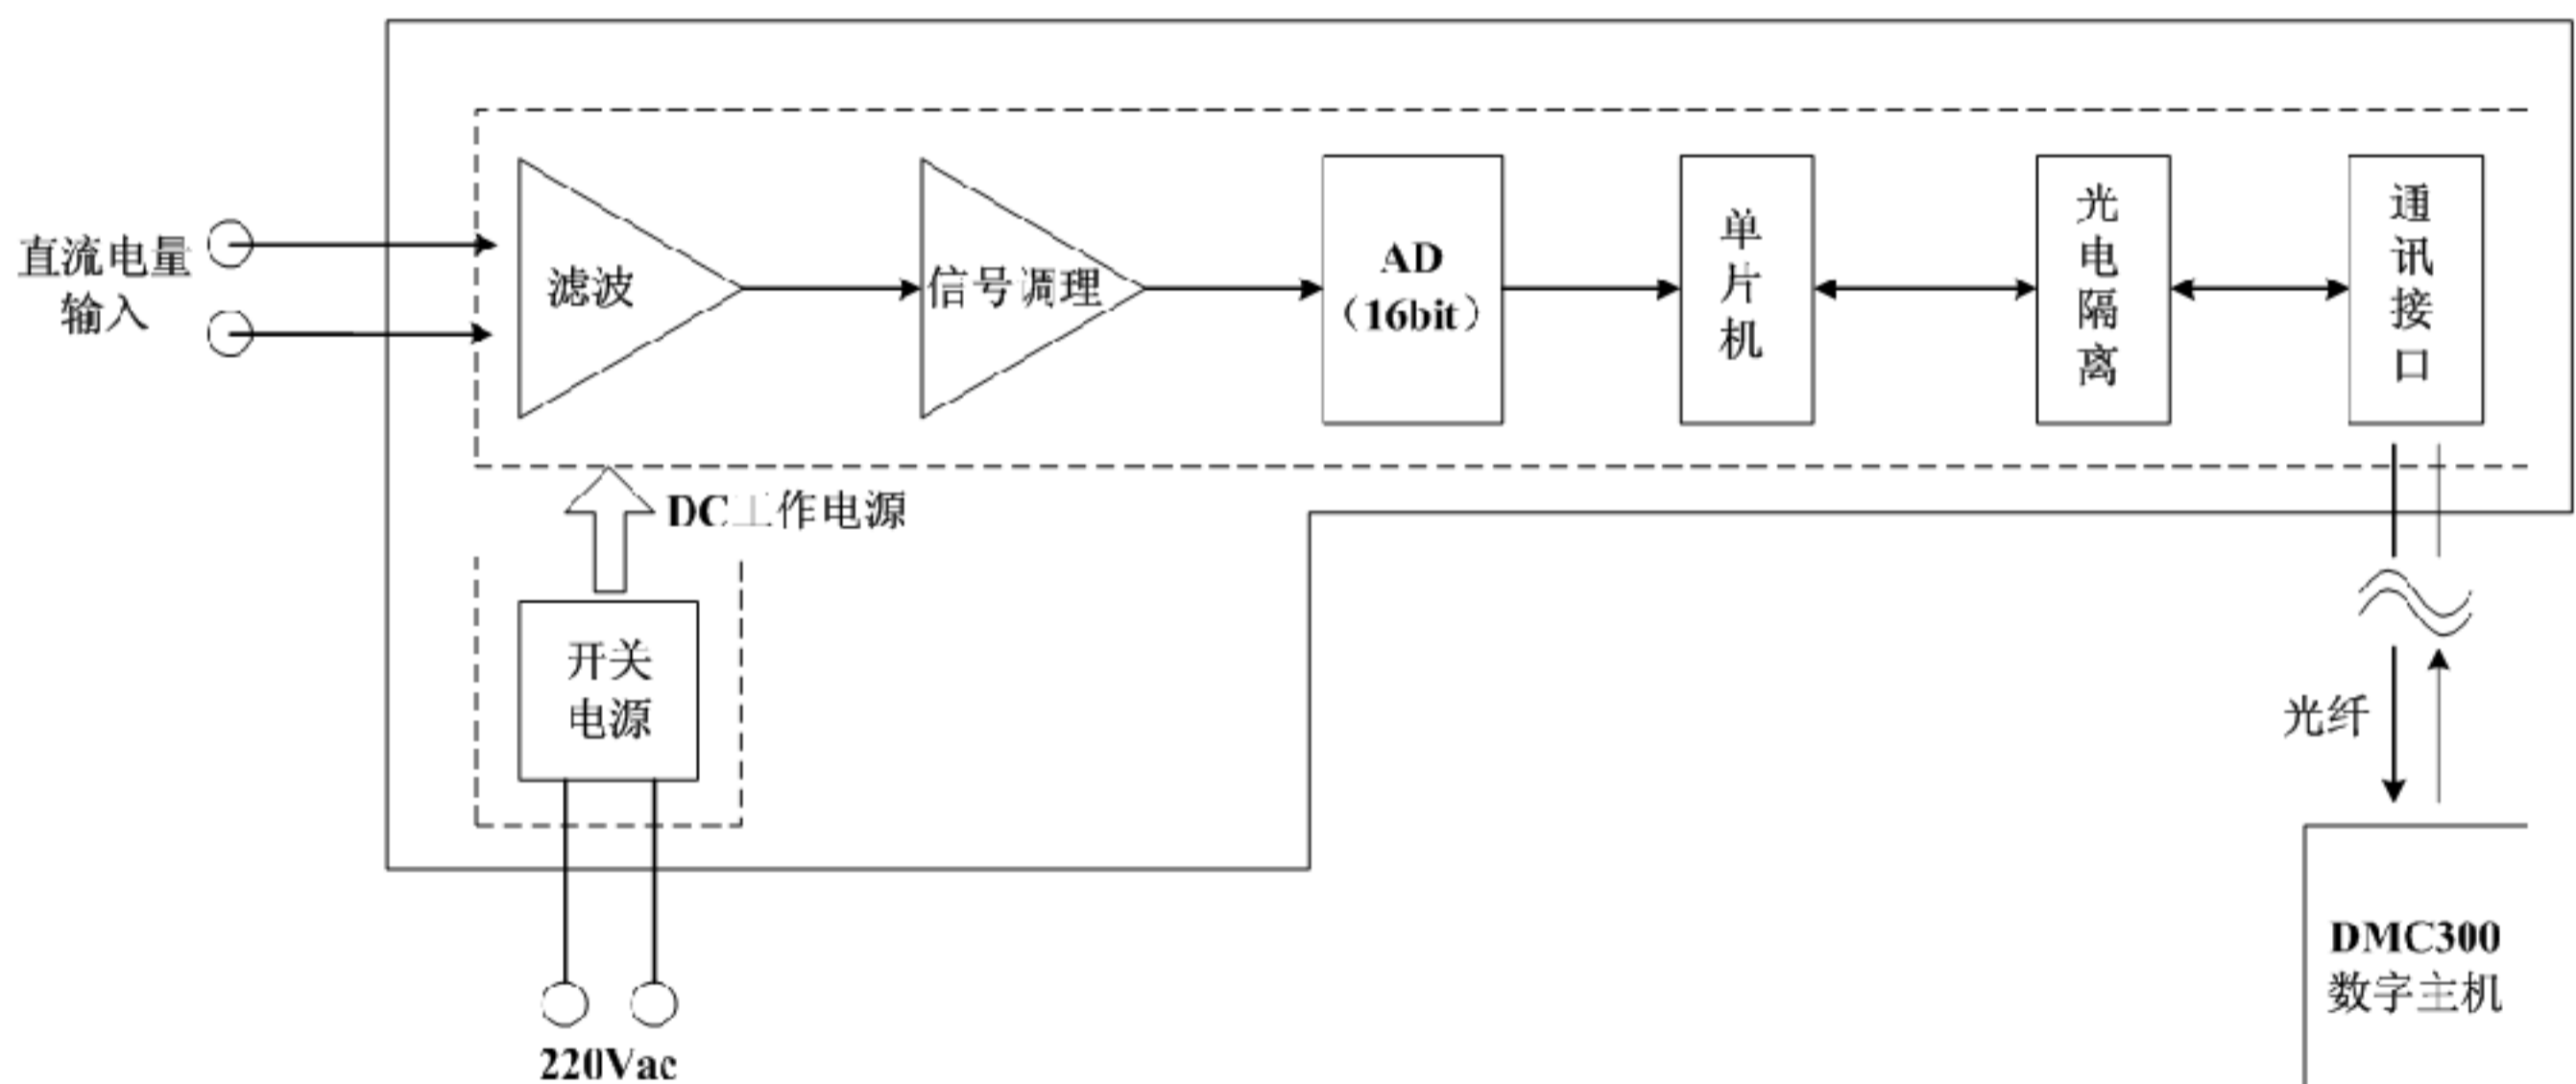 直流电量
输入
滤波
信号调理
AD
（16bit）
单片机
光电隔离
通讯接口
DC工作电源
开关
电源
220Vac
光纤
DMC300
数字主机